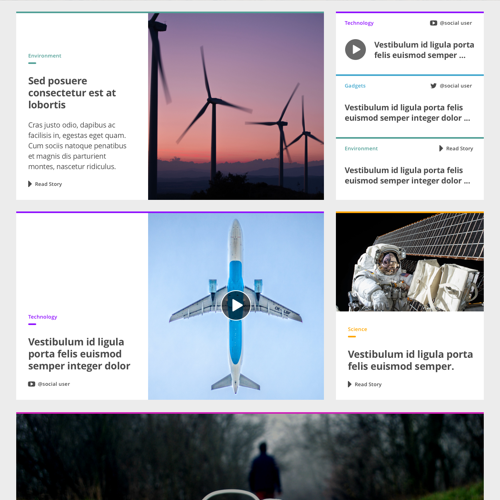 Environment
Sed posuere
consectetur est at
lobortis
Cras justo odio, dapibus ac
facilisis in, egestas eget quam.
Cum sociis natoque penatibus
et magnis dis parturient
montes, nascetur ridiculus.
Read Story
Technology
@social user
Vestibulum id ligula porta
felis euismod semper ...
Gadgets
@social user
Vestibulum id ligula porta felis
euismod semper integer dolor ...
Environment
Read Story
Vestibulum id ligula porta felis
euismod semper integer dolor ...
Technology
Vestibulum id ligula
porta felis euismod
semper integer dolor
@social user
Science
Vestibulum id ligula porta
felis euismod semper.
Read Story